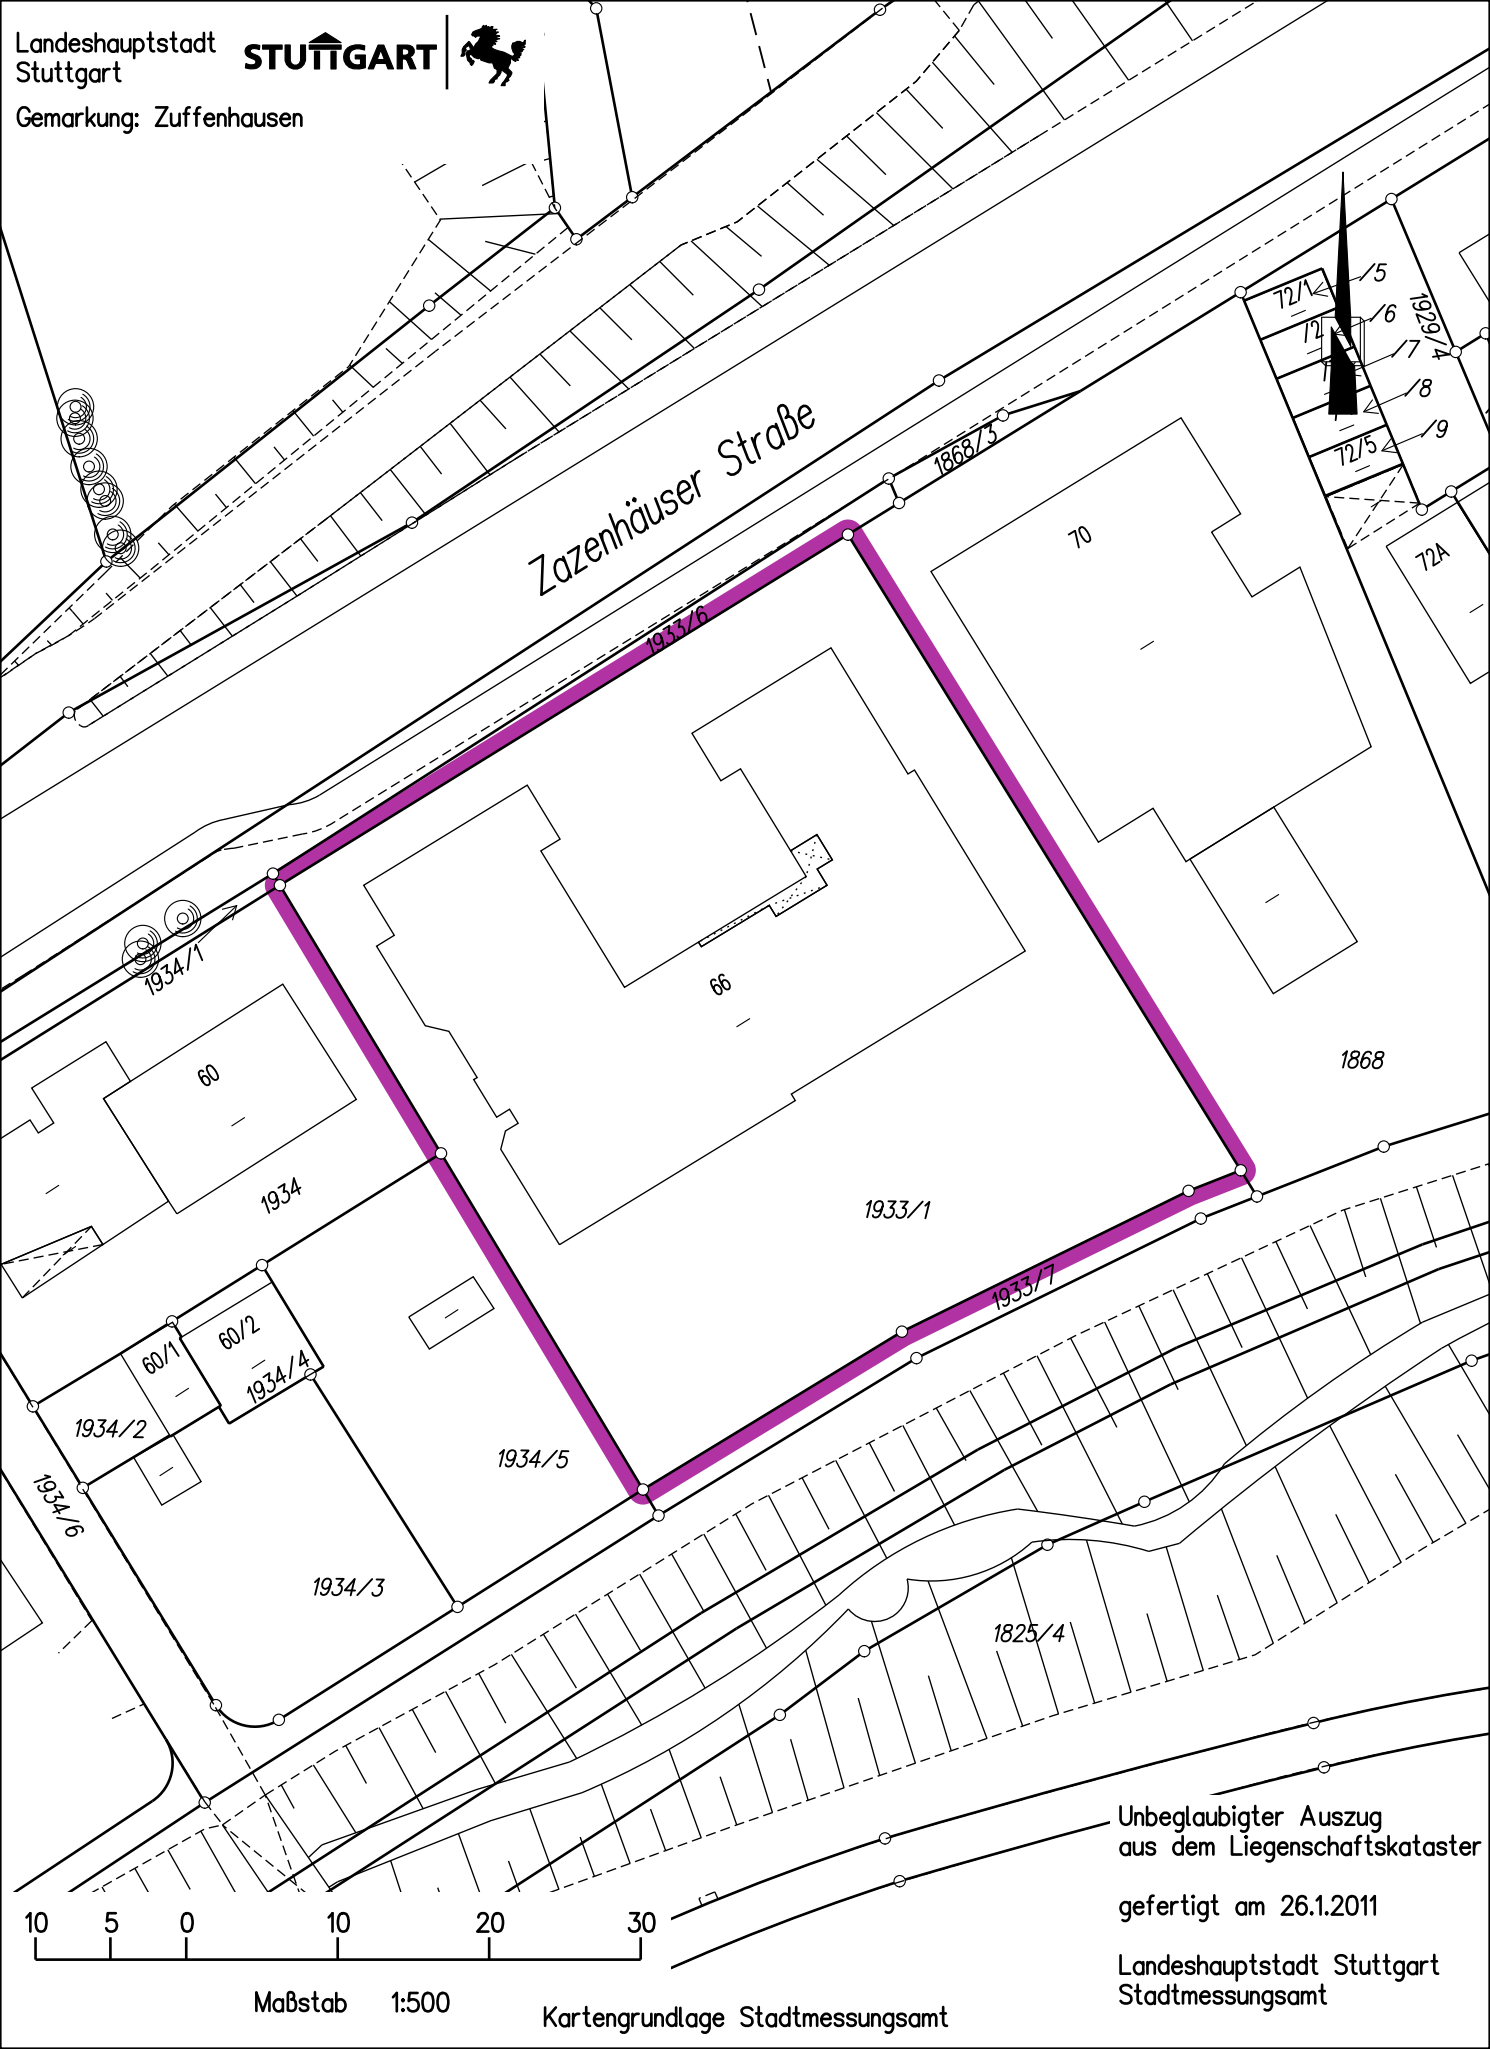 Landeshauptstadt
Stuttgart
STUTTGART
Gemarkung: Zuffenhausen
72/1
/5
/2
/6
1929/4
/7
/8
72/5
/9
72A
Zazenhäuser Straße
1868/3
70
1933/6
1934/1
66
60
1868
1934
1933/1
1933/7
60/1
60/2
1934/4
1934/2
1934/5
1934/6
1934/3
1825/4
Unbeglaubigter Auszug
aus dem Liegenschaftskataster
gefertigt am 26.1.2011
Landeshauptstadt Stuttgart
Stadtmessungsamt
10 5 0 10 20 30
Maßstab 1:500
Kartengrundlage Stadtmessungsamt